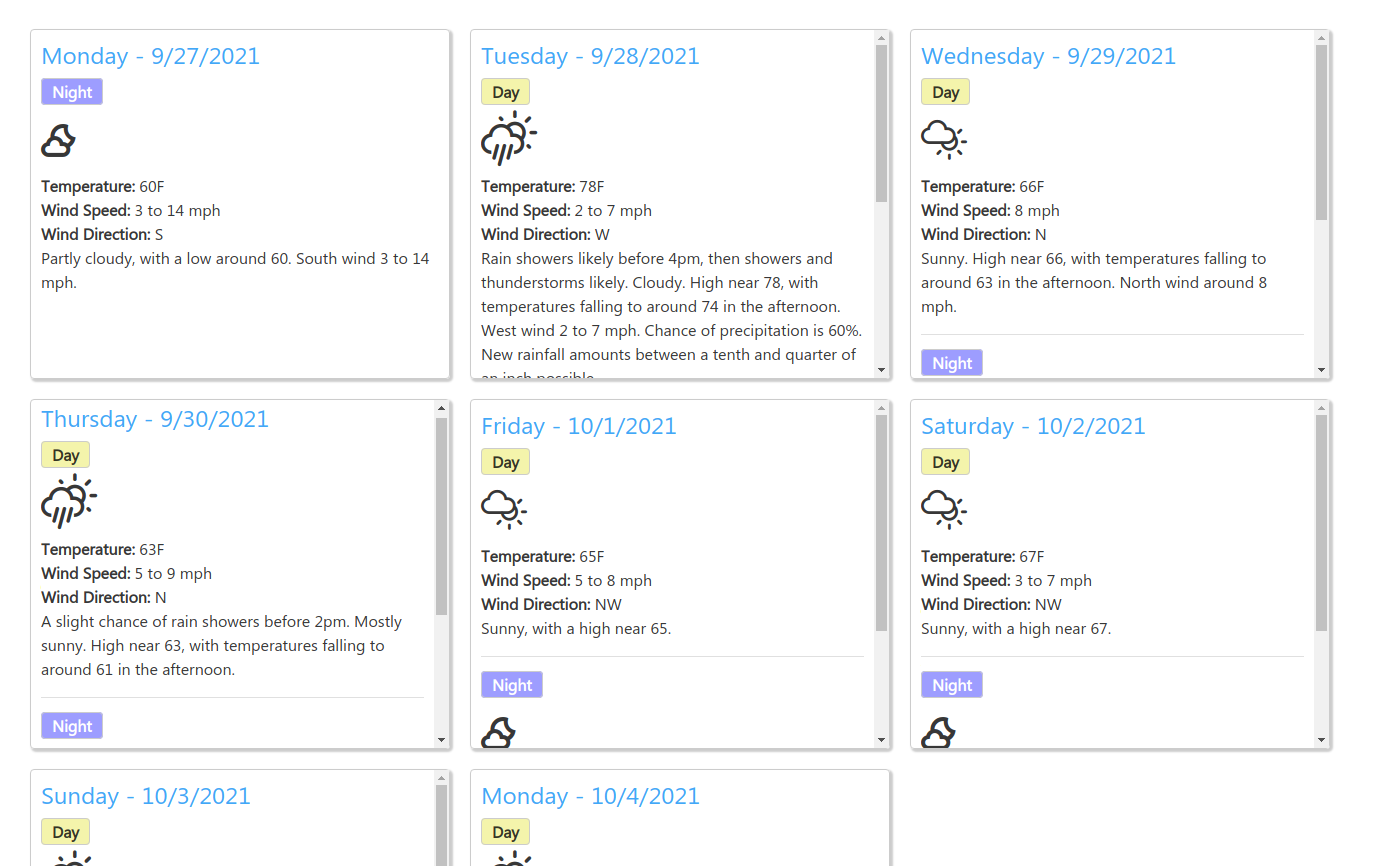 Monday - 9/27/2021
Night
Temperature: 60F
Wind Speed: 3 to 14 mph
Wind Direction: S
Partly cloudy, with a low around 60. South wind 3 to 14
mph.
Tuesday - 9/28/2021
Day
Temperature: 78F
Wind Speed: 2 to 7 mph
Wind Direction: W
Rain showers likely before 4pm, then showers and
thunderstorms likely. Cloudy. High near 78, with
temperatures falling to around 74 in the afternoon.
West wind 2 to 7 mph. Chance of precipitation is 60%.
New rainfall amounts between a tenth and quarter of
an inch possible
Wednesday - 9/29/2021
Day
Temperature: 66F
Wind Speed: 8 mph
Wind Direction: N
Sunny. High near 66, with temperatures falling to
around 63 in the afternoon. North wind around 8
mph.
Night
Thursday - 9/30/2021
Day
Temperature: 63F
Wind Speed: 5 to 9 mph
Wind Direction: N
A slight chance of rain showers before 2pm. Mostly
sunny. High near 63, with temperatures falling to
around 61 in the afternoon.
Night
Friday - 10/1/2021
Day
Temperature: 65F
Wind Speed: 5 to 8 mph
Wind Direction: NW
Sunny, with a high near 65.
Night
Saturday - 10/2/2021
Day
Temperature: 67F
Wind Speed: 3 to 7 mph
Wind Direction: NW
Sunny, with a high near 67.
Night
Sunday - 10/3/2021
Day
Monday - 10/4/2021
Day